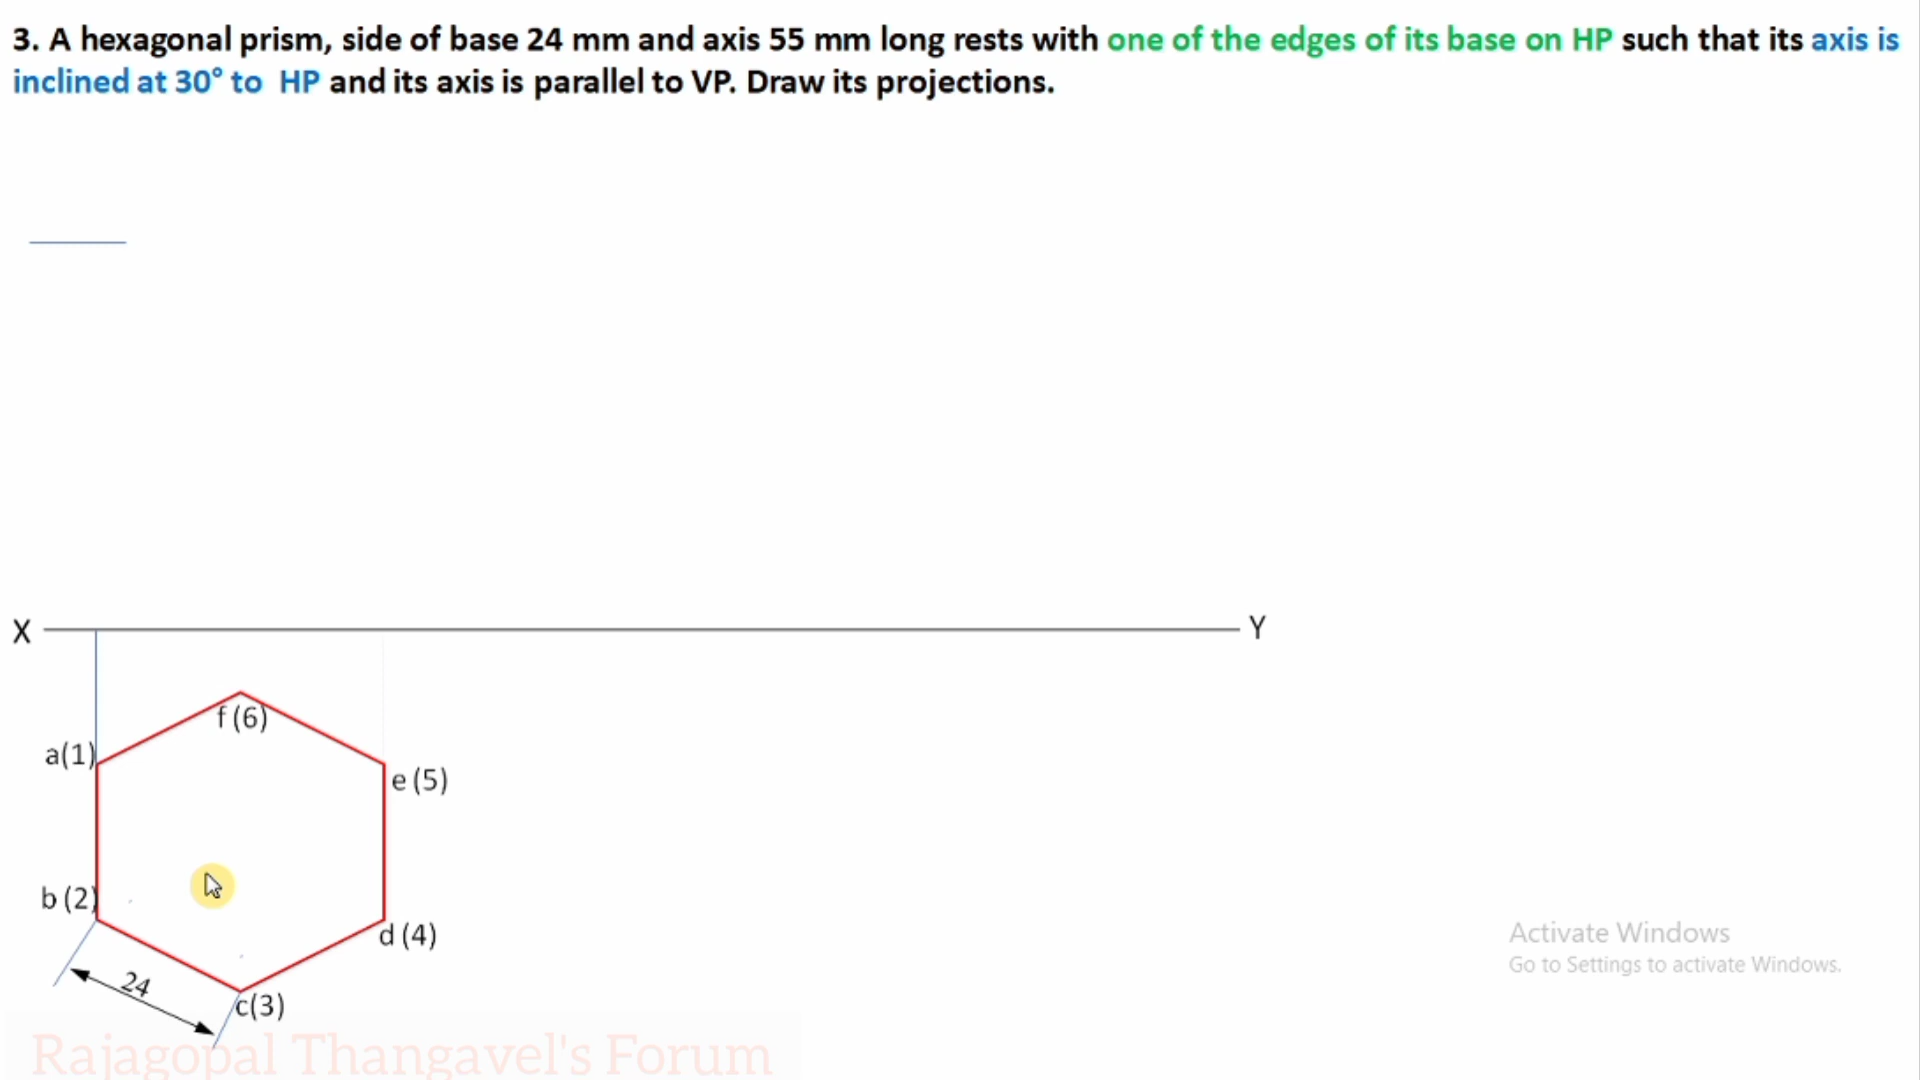 3. A hexagonal prism, side of base 24 mm and axis 55 mm long rests with one of the edges of its base on HP such that its axis is
inclined at 30° to HP and its axis is parallel to VP. Draw its projections.
X
Y
f (6)
a(1)
e (5)
b (2)
d (4)
24
c(3)
Activate Windows
Go to Settings to activate Windows.
Rajagopal Thangavel's Forum